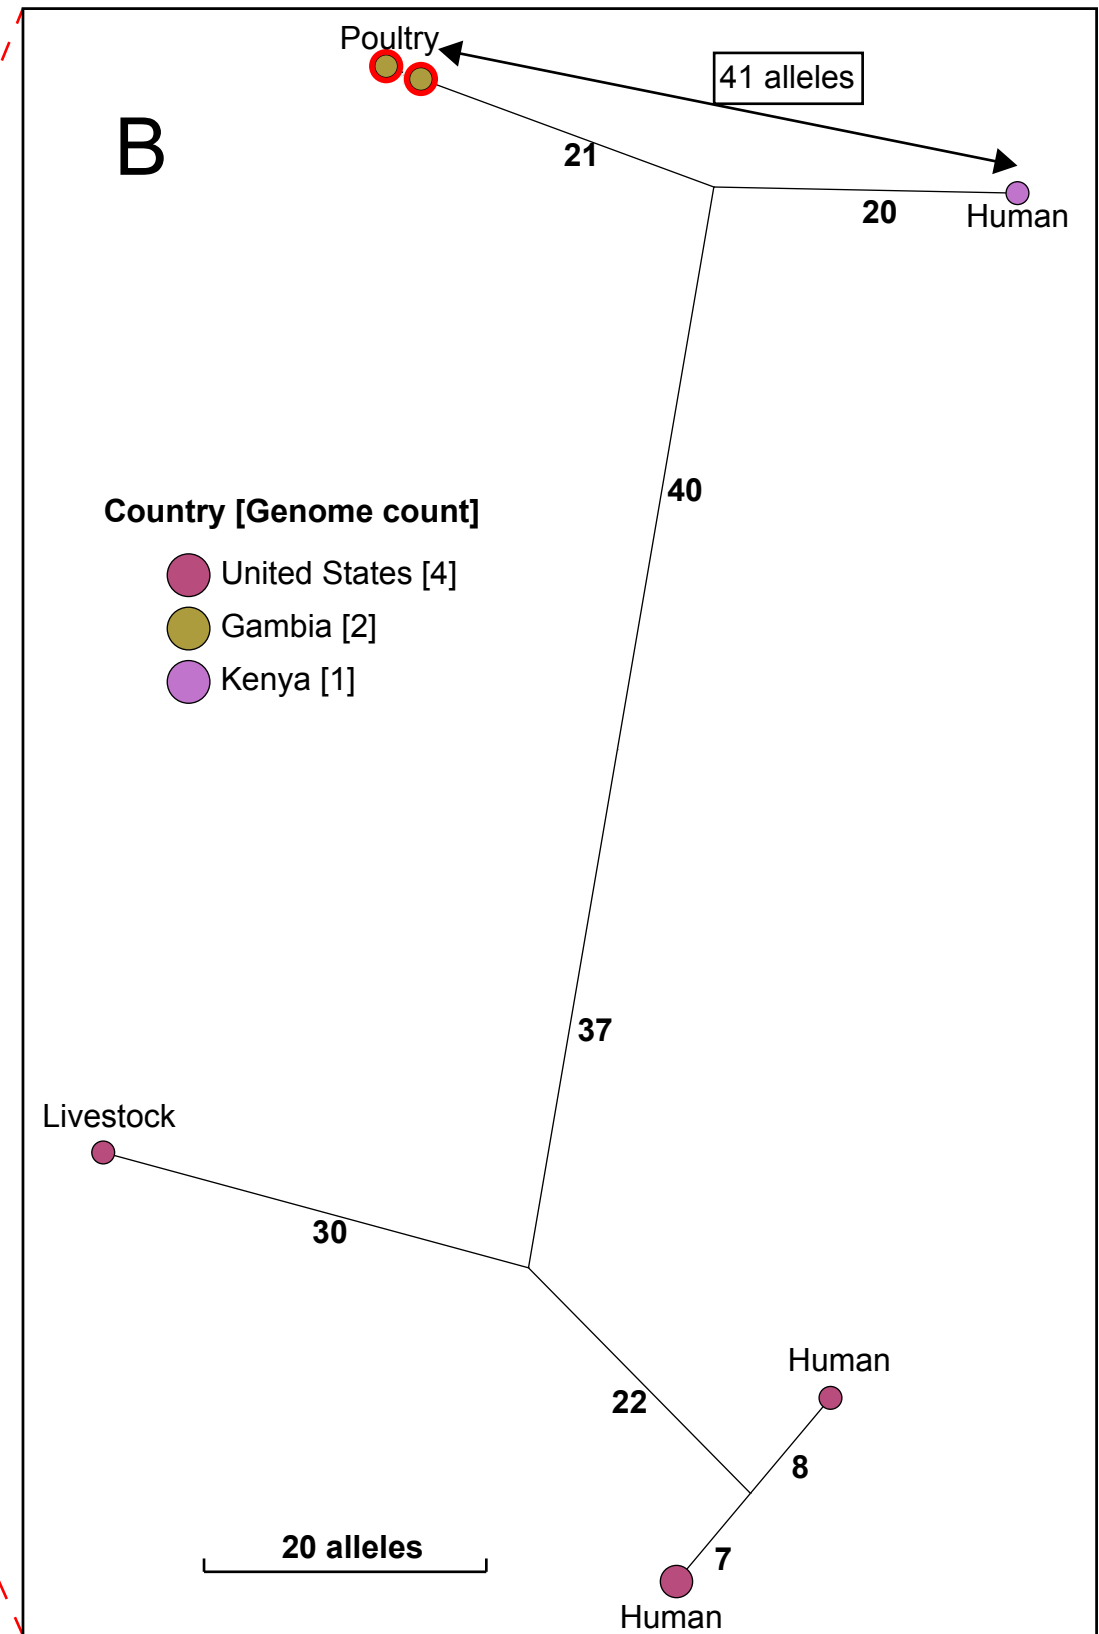 Poultry
41 alleles
B
21
20
Human
40
Country [Genome count]
United States [4]
Gambia [2]
Kenya [1]
37
Livestock
30
Human
22
8
20 alleles
7
Human